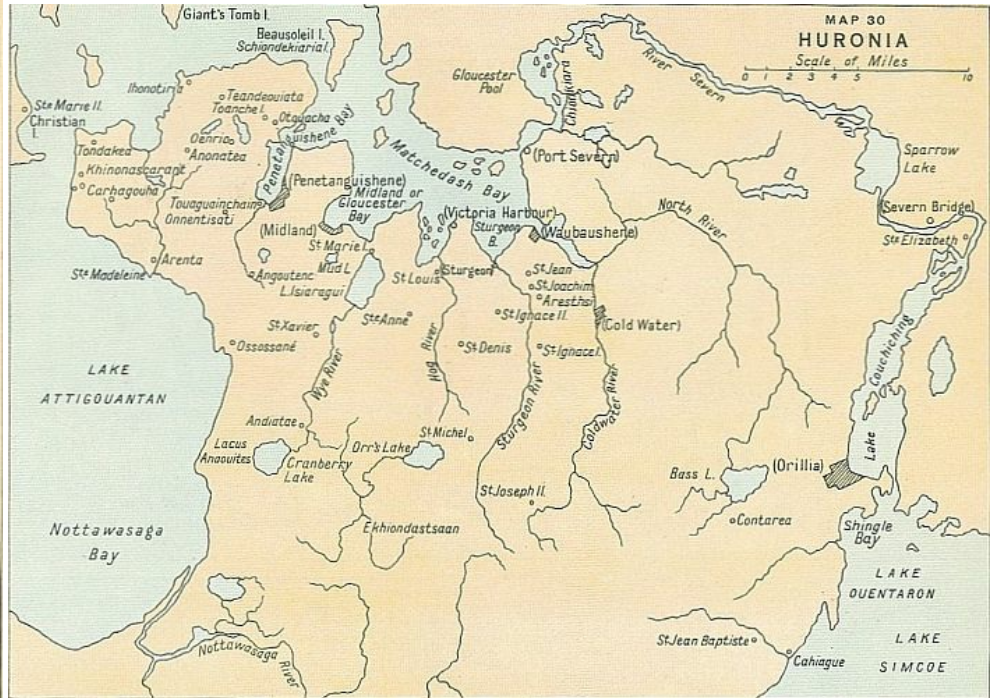 MAP 30
HURONIA
Scale of Miles
0 1 2 3 4 5 10
Giant's Tomb I.
Beausoleil I.
Schiondekiaria I.
Gloucester
Pool
Chiangiara
River Severn
Ihonotiria
Teandeouiata
Toanche I.
Otouacha
Ste Marie II.
Christian
I.
Oenrio
Anonatea
Penetanguishene Bay
Matchedash Bay
(Port Severn)
Sparrow
Lake
Tondakea
Khinonascarant
Carhagouha
(Penetanguishene)
Midland or
Gloucester
Bay
Touaguainchain
Onnentisati
(Victoria Harbour)
Sturgeon
B.
(Waubaushene)
North River
(Severn Bridge)
Ste Elizabeth
(Midland)
St Marie I.
Mud L.
L. Isiaragui
Ste Madeleine
Arenta
Angoutenc
St Louis
Sturgeon
St Jean
St Joachim
Aresthsi
St Ignace II.
(Cold Water)
St Xavier
Ste Anne
Ossossané
Wye River
Hog River
St Denis
St Ignace I.
Sturgeon River
Coldwater River
Lake Couchiching
LAKE
ATTIGOUANTAN
Andiatae
Lacus
Anaouites
Cranberry
Lake
Orr's Lake
St Michel
Bass L.
(Orillia)
St Joseph II.
Contarea
Ekhiondastsaan
Shingle
Bay
Nottawasaga
Bay
LAKE
OUENTARON
Nottawasaga River
St Jean Baptiste
Cahiague
LAKE
SIMCOE